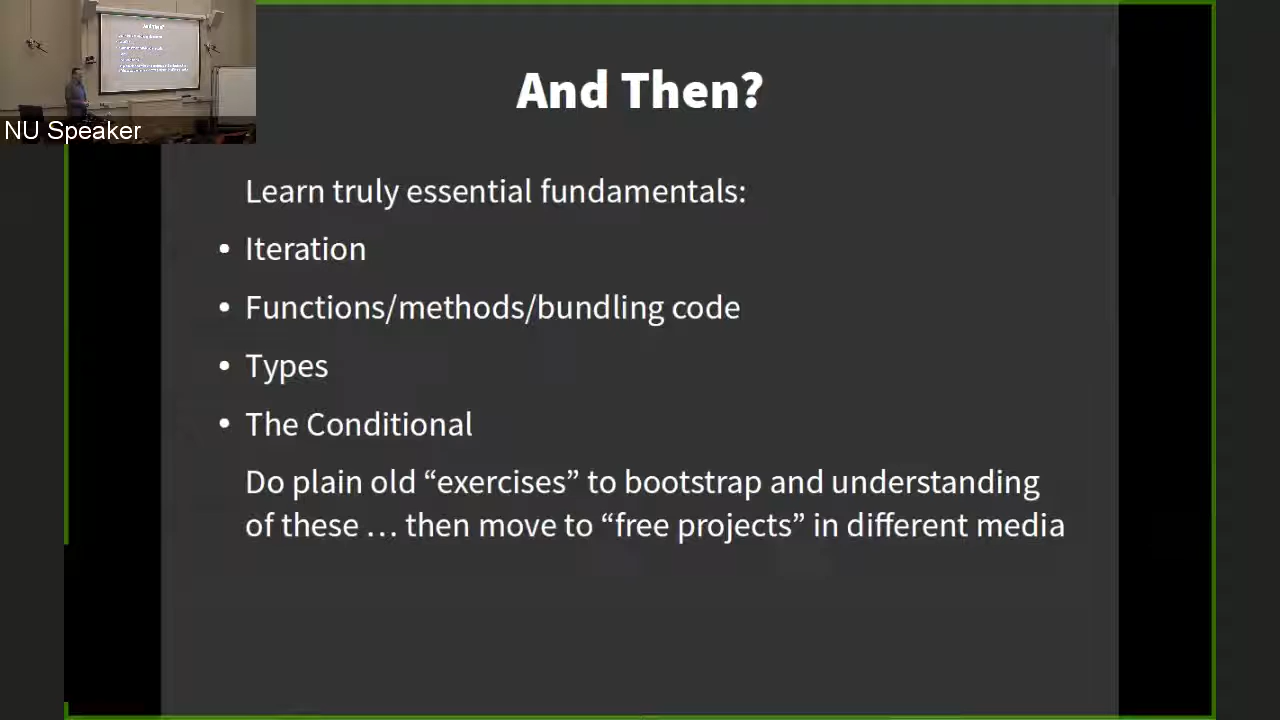 And Then?
NU Speaker
Learn truly essential fundamentals:
• Iteration
• Functions/methods/bundling code
• Types
• The Conditional
Do plain old “exercises” to bootstrap and understanding
of these … then move to “free projects” in different media